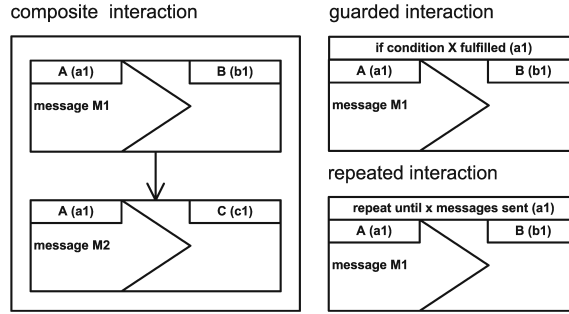 composite interaction
A (a1)
B (b1)
message M1
A (a1)
C (c1)
message M2
guarded interaction
if condition X fulfilled (a1)
A (a1)
B (b1)
message M1
repeated interaction
repeat until x messages sent (a1)
A (a1)
B (b1)
message M1